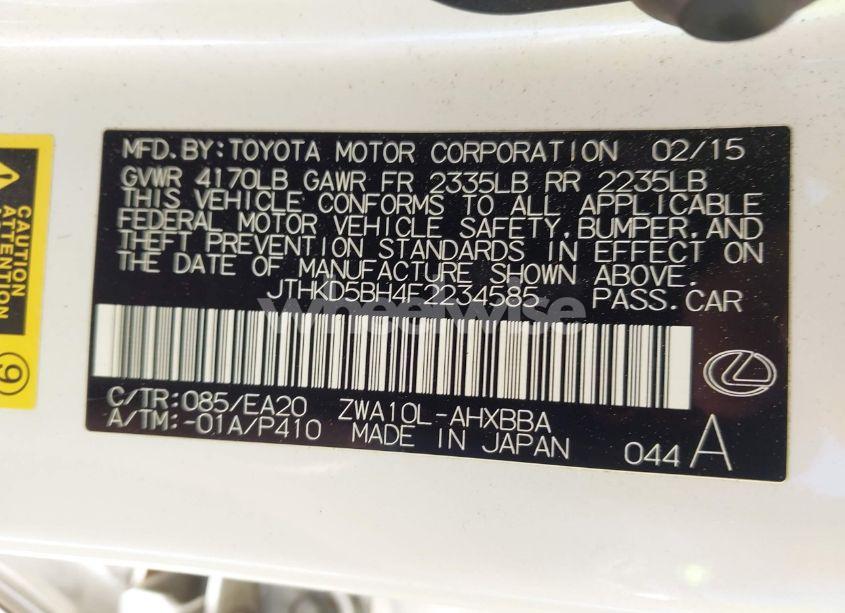 MFD.BY:TOYOTA MOTOR CORPORATION 02/15
GVWR 4170LB GAWR FR 2335LB RR 2235LB
THIS VEHICLE CONFORMS TO ALL APPLICABLE
FEDERAL MOTOR VEHICLE SAFETY,BUMPER,AND
THEFT PREVENTION STANDARDS IN EFFECT ON
THE DATE OF MANUFACTURE SHOWN ABOVE.
JTHKD5BH4F2234585 PASS.CAR
wheelwise
C/TR:085/EA20 ZWA10L-AHXBBA
A/TM:-01A/P410 MADE IN JAPAN
044 A
CAUTION
ATTENTION
9